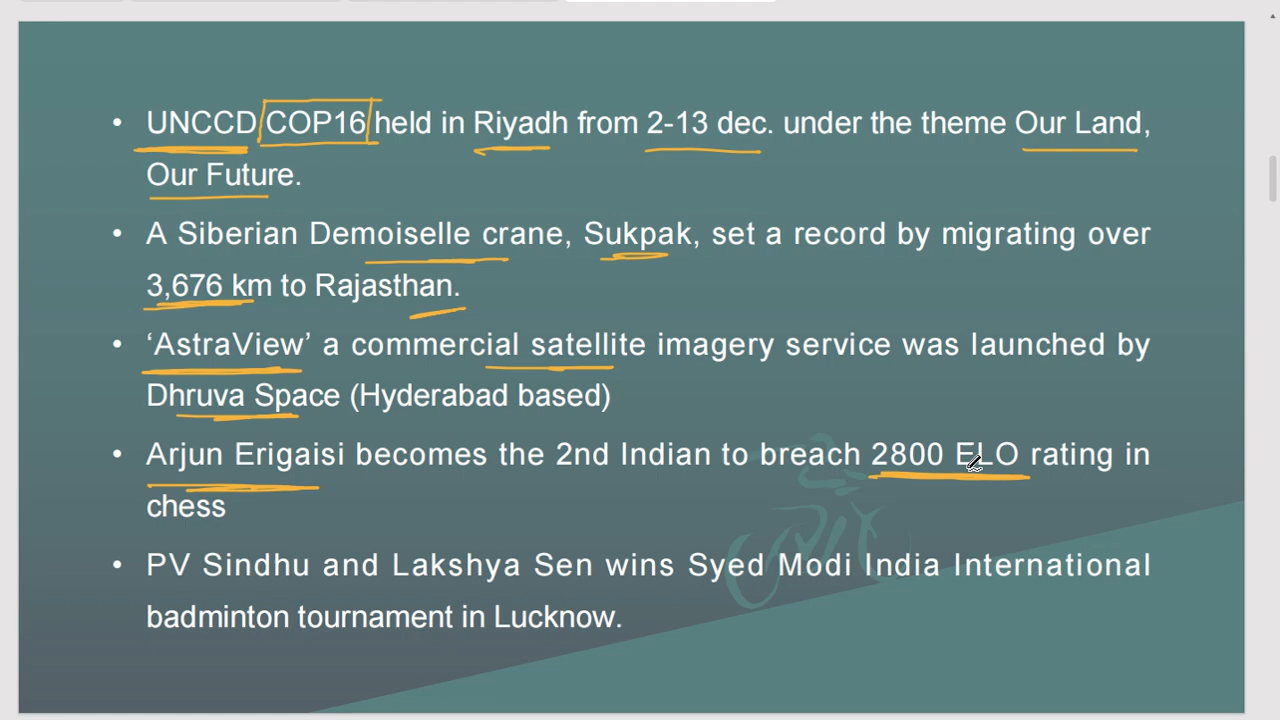 • UNCCD COP16 held in Riyadh from 2-13 dec. under the theme Our Land,
Our Future.
• A Siberian Demoiselle crane, Sukpak, set a record by migrating over
3,676 km to Rajasthan.
• ‘AstraView’ a commercial satellite imagery service was launched by
Dhruva Space (Hyderabad based)
• Arjun Erigaisi becomes the 2nd Indian to breach 2800 ELO rating in
chess
• PV Sindhu and Lakshya Sen wins Syed Modi India International
badminton tournament in Lucknow.